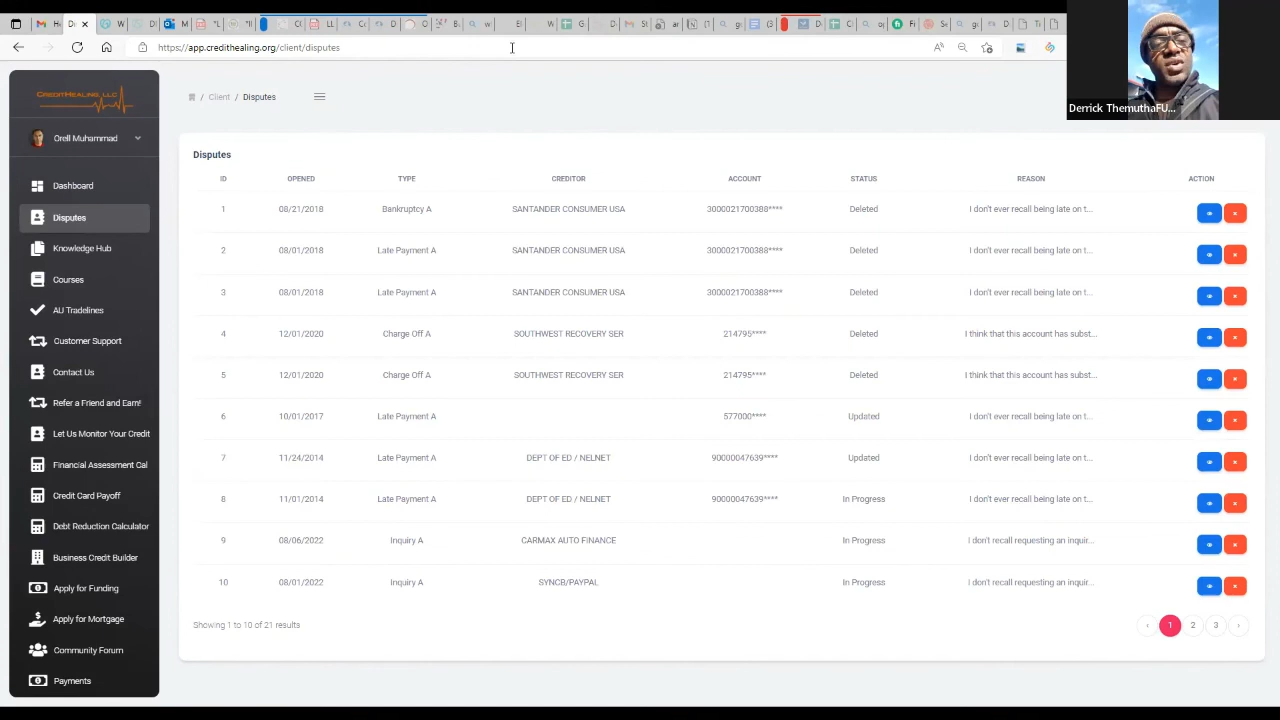 https://app.credithealing.org/client/disputes
Derrick ThemuthaFU...
CREDITHEALING, LLC
/ Client / Disputes
Orell Muhammad
Dashboard
Disputes
Knowledge Hub
Courses
AU Tradelines
Customer Support
Contact Us
Refer a Friend and Earn!
Let Us Monitor Your Credit
Financial Assessment Cal
Credit Card Payoff
Debt Reduction Calculator
Business Credit Builder
Apply for Funding
Apply for Mortgage
Community Forum
Payments
Disputes
ID OPENED TYPE CREDITOR ACCOUNT STATUS REASON ACTION
1 08/21/2018 Bankruptcy A SANTANDER CONSUMER USA 3000021700388**** Deleted I don't ever recall being late on t...
2 08/01/2018 Late Payment A SANTANDER CONSUMER USA 3000021700388**** Deleted I don't ever recall being late on t...
3 08/01/2018 Late Payment A SANTANDER CONSUMER USA 3000021700388**** Deleted I don't ever recall being late on t...
4 12/01/2020 Charge Off A SOUTHWEST RECOVERY SER 214795**** Deleted I think that this account has subst...
5 12/01/2020 Charge Off A SOUTHWEST RECOVERY SER 214795**** Deleted I think that this account has subst...
6 10/01/2017 Late Payment A 577000**** Updated I don't ever recall being late on t...
7 11/24/2014 Late Payment A DEPT OF ED / NELNET 90000047639**** Updated I don't ever recall being late on t...
8 11/01/2014 Late Payment A DEPT OF ED / NELNET 90000047639**** In Progress I don't ever recall being late on t...
9 08/06/2022 Inquiry A CARMAX AUTO FINANCE In Progress I don't recall requesting an inquir...
10 08/01/2022 Inquiry A SYNCB/PAYPAL In Progress I don't recall requesting an inquir...
Showing 1 to 10 of 21 results
‹ 1 2 3 ›